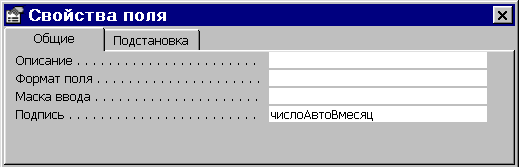 Свойства поля
Общие Подстановка
Описание . . . . . . . . . . . . . . . . . . . . . . . .
Формат поля . . . . . . . . . . . . . . . . . . . . .
Маска ввода . . . . . . . . . . . . . . . . . . . . .
Подпись . . . . . . . . . . . . . . . . . . . . . . . . . числоАвтоВмесяц